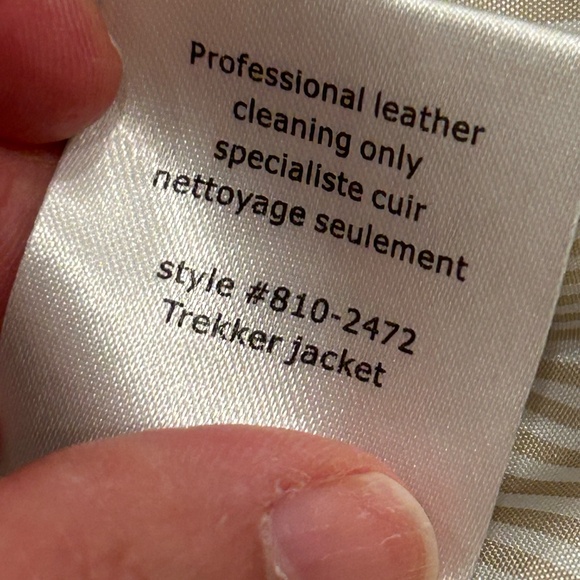 Professional leather
cleaning only
specialiste cuir
nettoyage seulement
style #810-2472
Trekker jacket